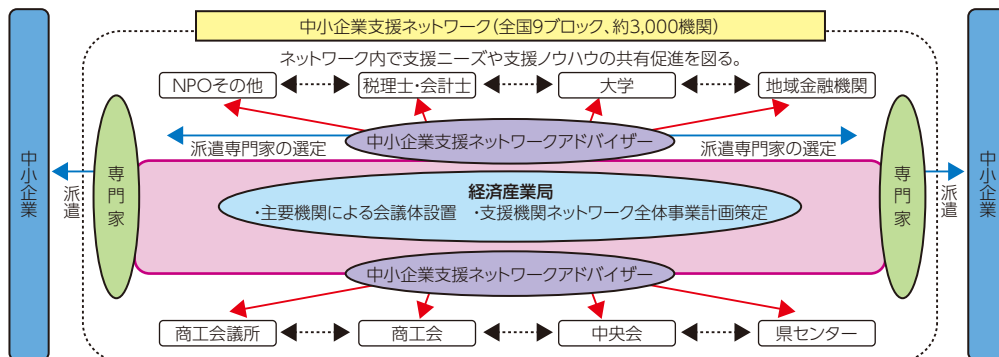 中小企業支援ネットワーク(全国9ブロック、約3,000機関)
ネットワーク内で支援ニーズや支援ノウハウの共有促進を図る。
NPOその他
税理士・会計士
大学
地域金融機関
中小企業支援ネットワークアドバイザー
派遣専門家の選定
派遣専門家の選定
中小企業
派遣
専門家
経済産業局
・主要機関による会議体設置 ・支援機関ネットワーク全体事業計画策定
専門家
派遣
中小企業
中小企業支援ネットワークアドバイザー
商工会議所
商工会
中央会
県センター